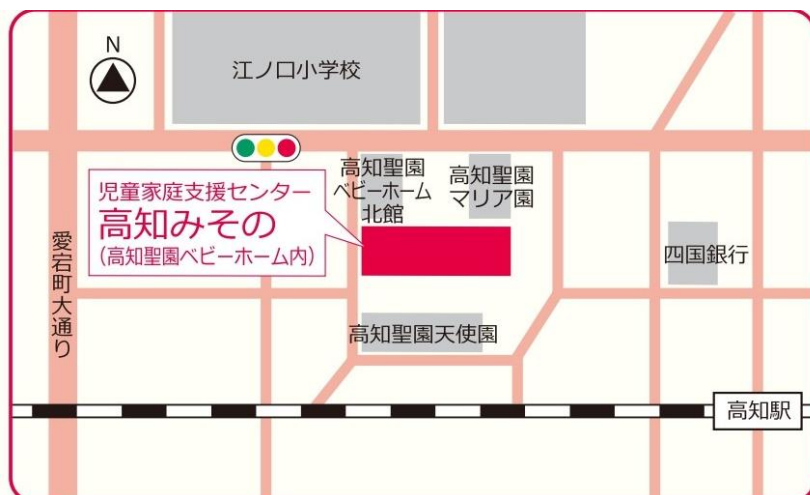 N
江ノ口小学校
高知聖園
ベビーホーム
北館
高知聖園
マリア園
児童家庭支援センター
高知みその
(高知聖園ベビーホーム内)
愛宕町大通り
四国銀行
高知聖園天使園
高知駅